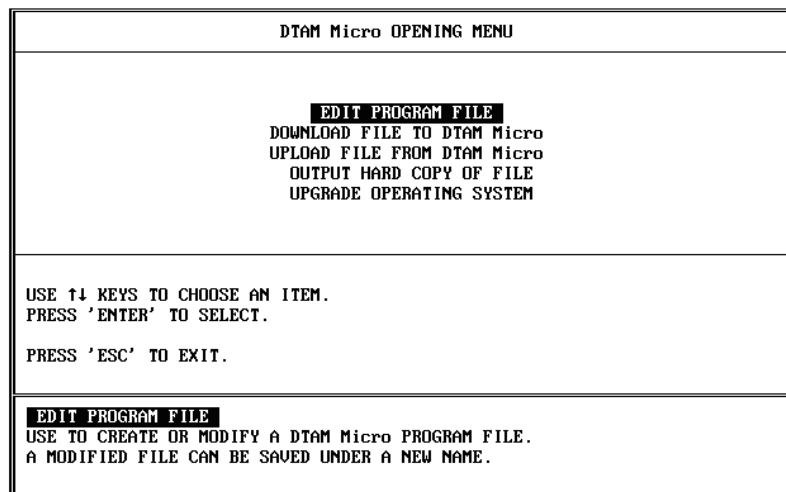 DTAM Micro OPENING MENU
EDIT PROGRAM FILE
DOWNLOAD FILE TO DTAM Micro
UPLOAD FILE FROM DTAM Micro
OUTPUT HARD COPY OF FILE
UPGRADE OPERATING SYSTEM
USE ↑↓ KEYS TO CHOOSE AN ITEM.
PRESS 'ENTER' TO SELECT.
PRESS 'ESC' TO EXIT.
EDIT PROGRAM FILE
USE TO CREATE OR MODIFY A DTAM Micro PROGRAM FILE.
A MODIFIED FILE CAN BE SAVED UNDER A NEW NAME.